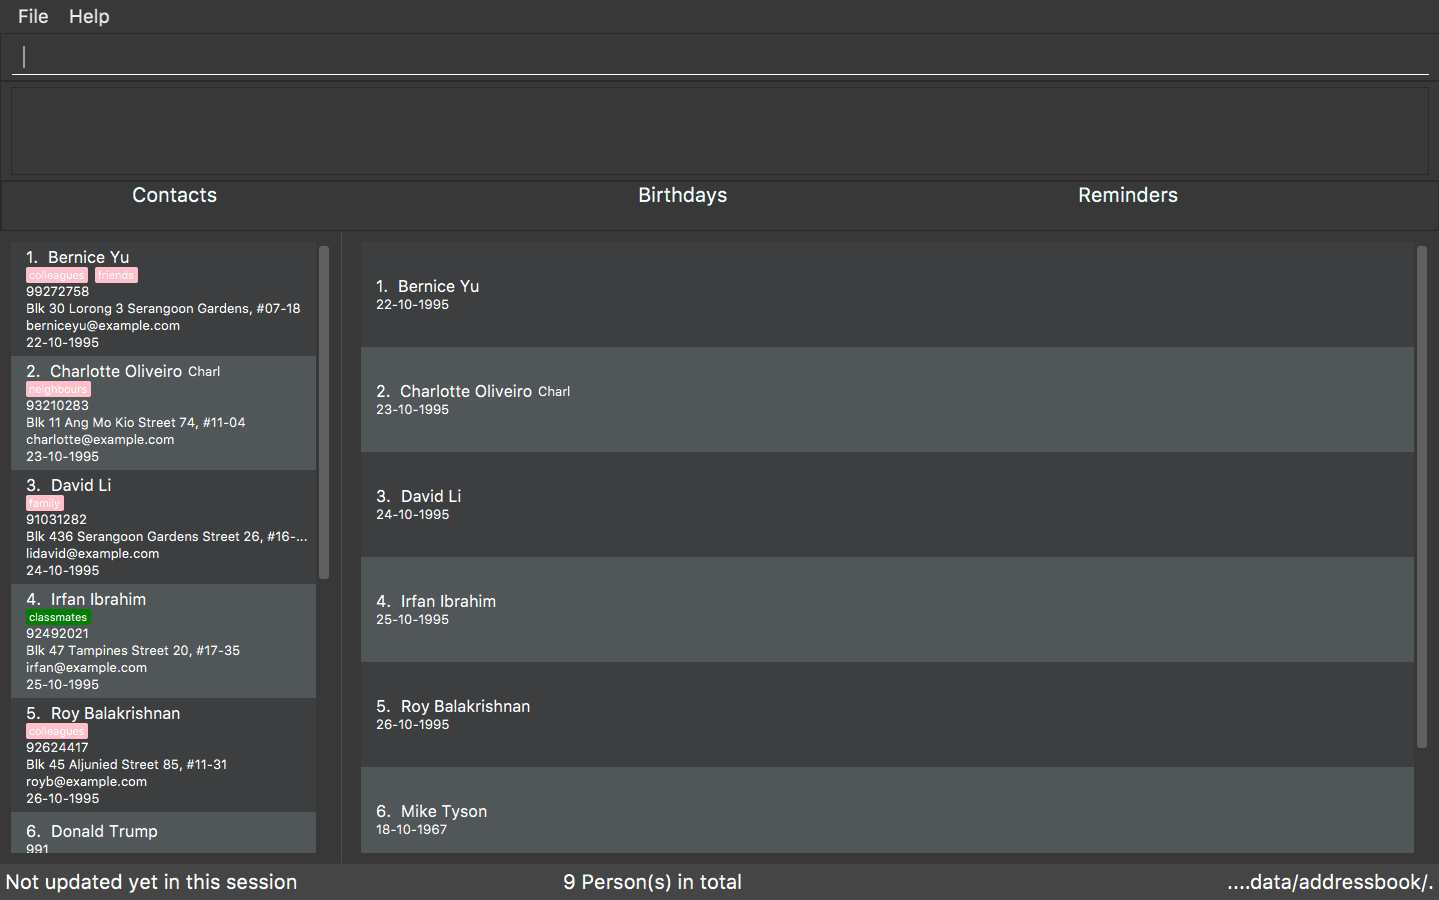 File Help
Contacts Birthdays Reminders
1. Bernice Yu
colleagues friends
99272758
Blk 30 Lorong 3 Serangoon Gardens, #07-18
berniceyu@example.com
22-10-1995
2. Charlotte Oliveiro Charl
neighbours
93210283
Blk 11 Ang Mo Kio Street 74, #11-04
charlotte@example.com
23-10-1995
3. David Li
family
91031282
Blk 436 Serangoon Gardens Street 26, #16-...
lidavid@example.com
24-10-1995
4. Irfan Ibrahim
classmates
92492021
Blk 47 Tampines Street 20, #17-35
irfan@example.com
25-10-1995
5. Roy Balakrishnan
colleagues
92624417
Blk 45 Aljunied Street 85, #11-31
royb@example.com
26-10-1995
6. Donald Trump
991
1. Bernice Yu
22-10-1995
2. Charlotte Oliveiro Charl
23-10-1995
3. David Li
24-10-1995
4. Irfan Ibrahim
25-10-1995
5. Roy Balakrishnan
26-10-1995
6. Mike Tyson
18-10-1967
Not updated yet in this session 9 Person(s) in total ....data/addressbook/.